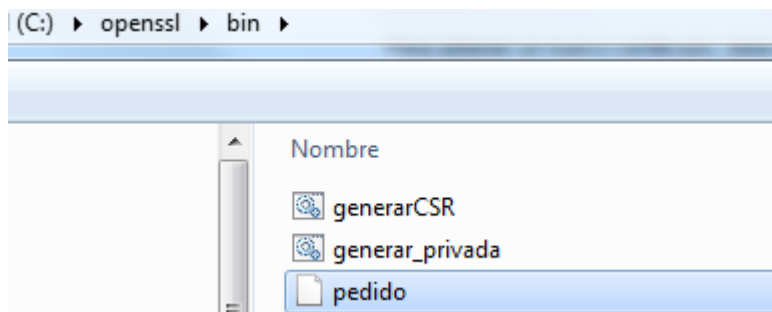 (C:) ▸ openssl ▸ bin ▸
Nombre
generarCSR
generar_privada
pedido